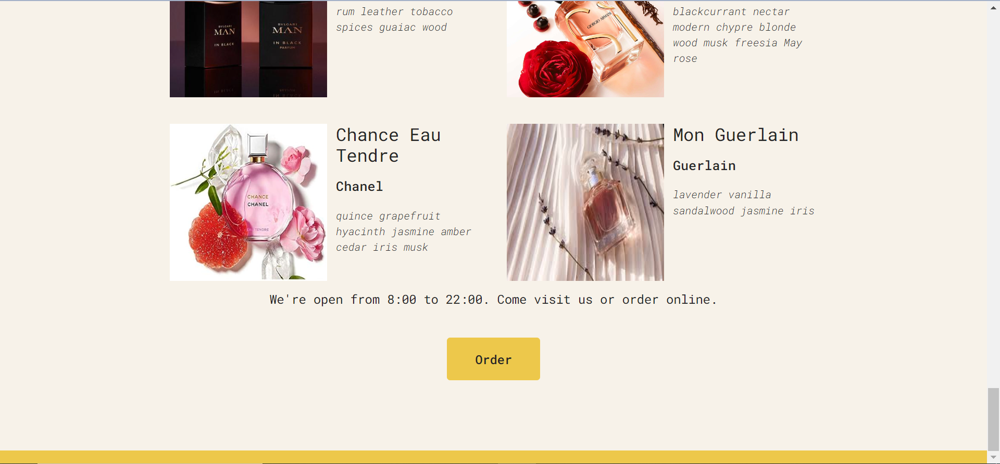 rum leather tobacco
spices guaiac wood
BVLGARI
MAN
IN BLACK
BVLGARI
MAN
IN BLACK
PARFUM
blackcurrant nectar
modern chypre blonde
wood musk freesia May
rose
GIORGIO ARMANI
Chance Eau
Tendre
Chanel
quince grapefruit
hyacinth jasmine amber
cedar iris musk
CHANCE
CHANEL
EAU TENDRE
Mon Guerlain
Guerlain
lavender vanilla
sandalwood jasmine iris
We're open from 8:00 to 22:00. Come visit us or order online.
Order